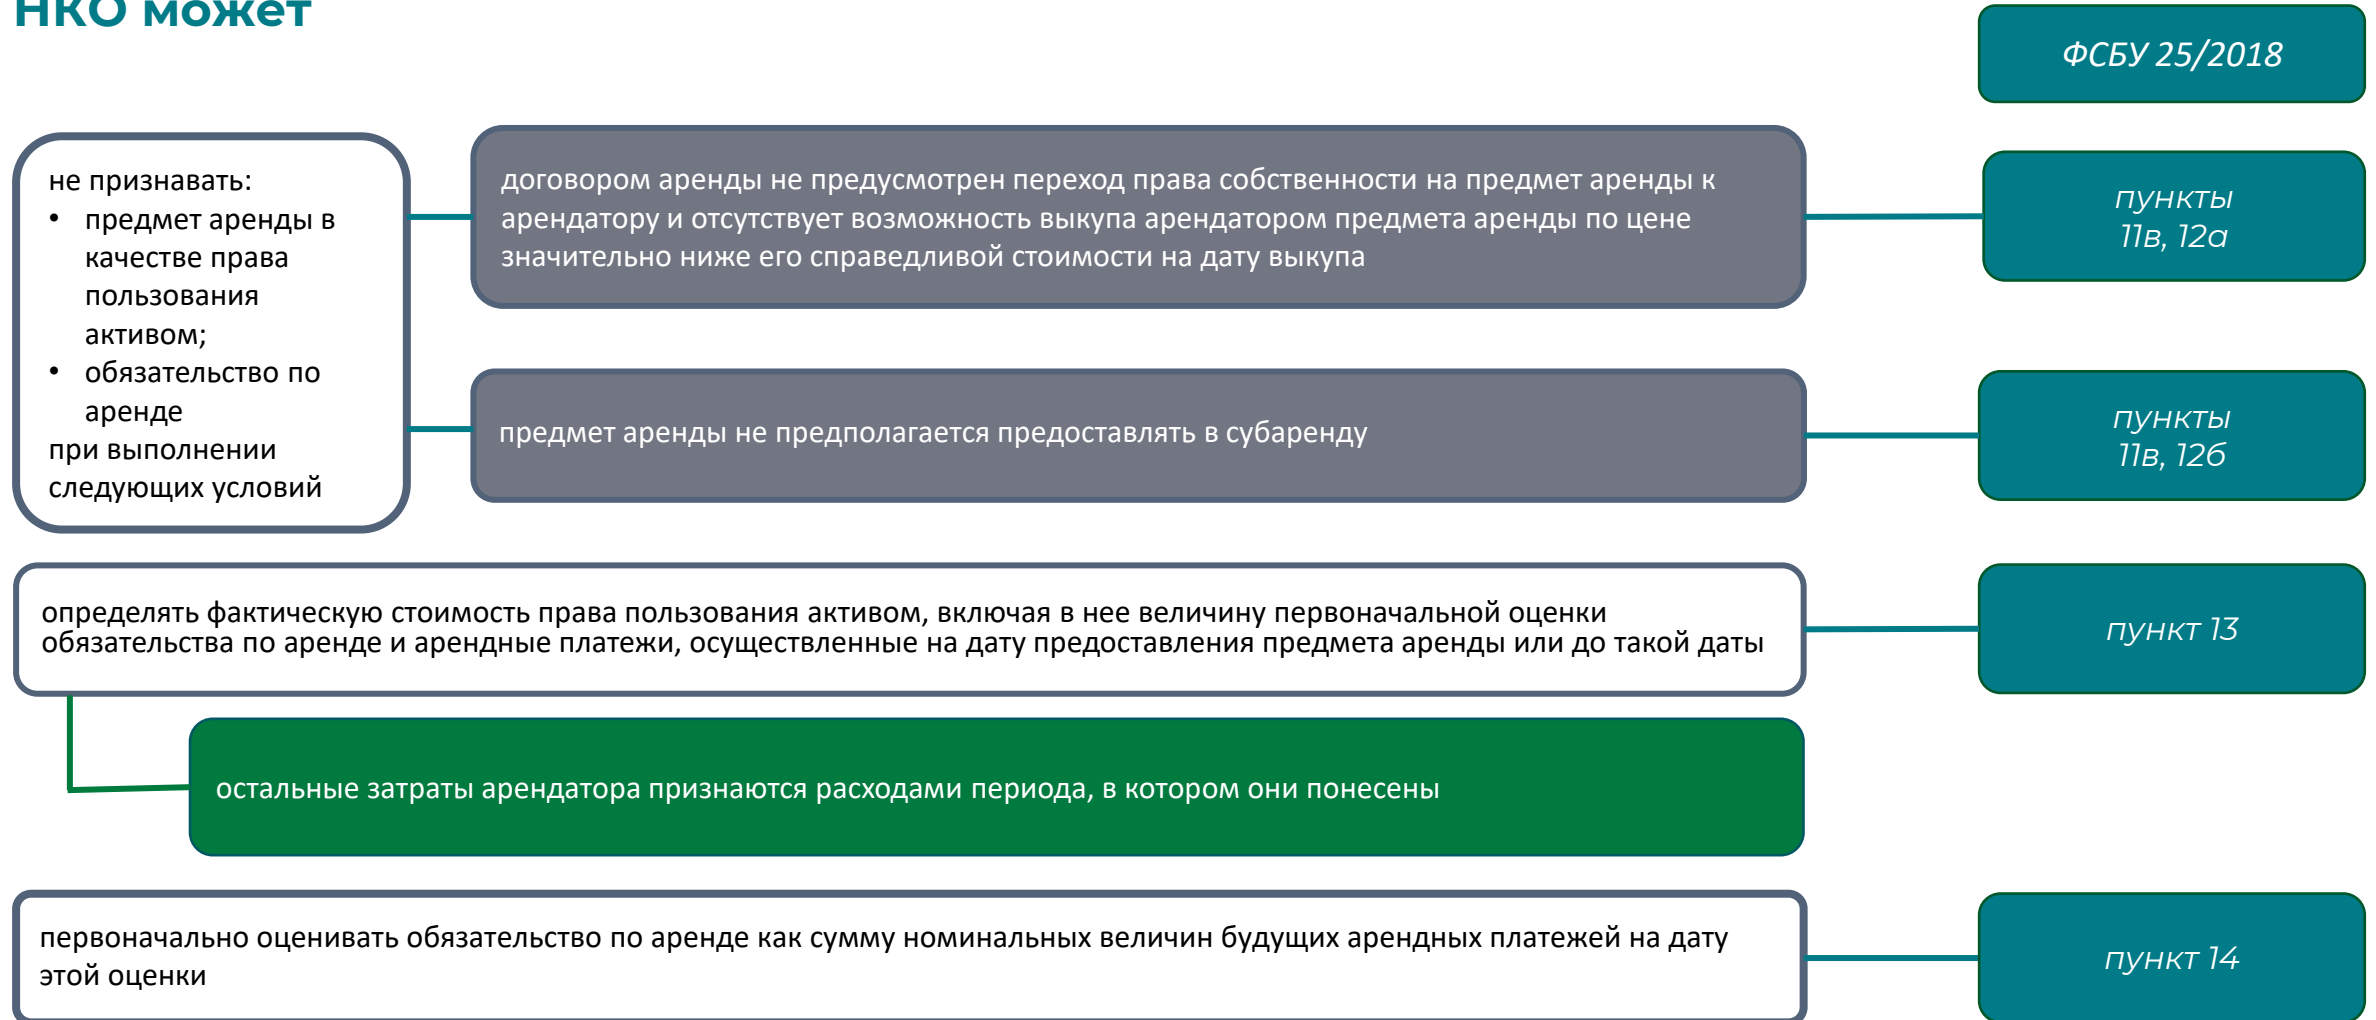 НКО может
ФСБУ 25/2018
не признавать:
• предмет аренды в
качестве права
пользования
активом;
• обязательство по
аренде
при выполнении
следующих условий
договором аренды не предусмотрен переход права собственности на предмет аренды к
арендатору и отсутствует возможность выкупа арендатором предмета аренды по цене
значительно ниже его справедливой стоимости на дату выкупа
пункты
11в, 12а
предмет аренды не предполагается предоставлять в субаренду
пункты
11в, 12б
определять фактическую стоимость права пользования активом, включая в нее величину первоначальной оценки
обязательства по аренде и арендные платежи, осуществленные на дату предоставления предмета аренды или до такой даты
пункт 13
остальные затраты арендатора признаются расходами периода, в котором они понесены
первоначально оценивать обязательство по аренде как сумму номинальных величин будущих арендных платежей на дату
этой оценки
пункт 14